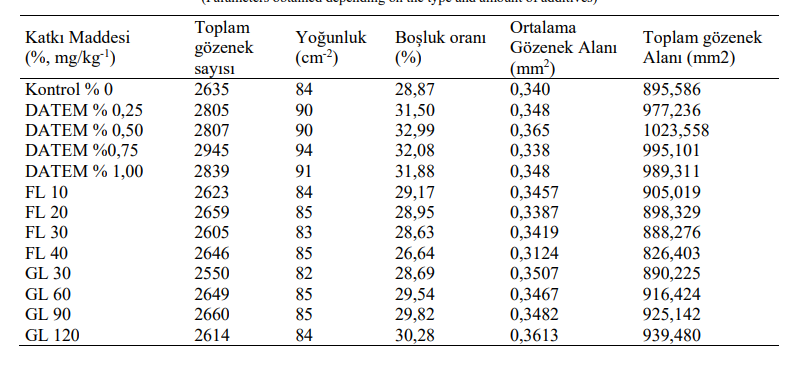 (Parameters obtained depending on the type and amount of additives)
Katkı Maddesi (%, mg/kg-1) Toplam gözenek sayısı Yoğunluk (cm-2) Boşluk oranı (%) Ortalama Gözenek Alanı (mm2) Toplam gözenek Alanı (mm2)
Kontrol % 0 2635 84 28,87 0,340 895,586
DATEM % 0,25 2805 90 31,50 0,348 977,236
DATEM % 0,50 2807 90 32,99 0,365 1023,558
DATEM %0,75 2945 94 32,08 0,338 995,101
DATEM % 1,00 2839 91 31,88 0,348 989,311
FL 10 2623 84 29,17 0,3457 905,019
FL 20 2659 85 28,95 0,3387 898,329
FL 30 2605 83 28,63 0,3419 888,276
FL 40 2646 85 26,64 0,3124 826,403
GL 30 2550 82 28,69 0,3507 890,225
GL 60 2649 85 29,54 0,3467 916,424
GL 90 2660 85 29,82 0,3482 925,142
GL 120 2614 84 30,28 0,3613 939,480